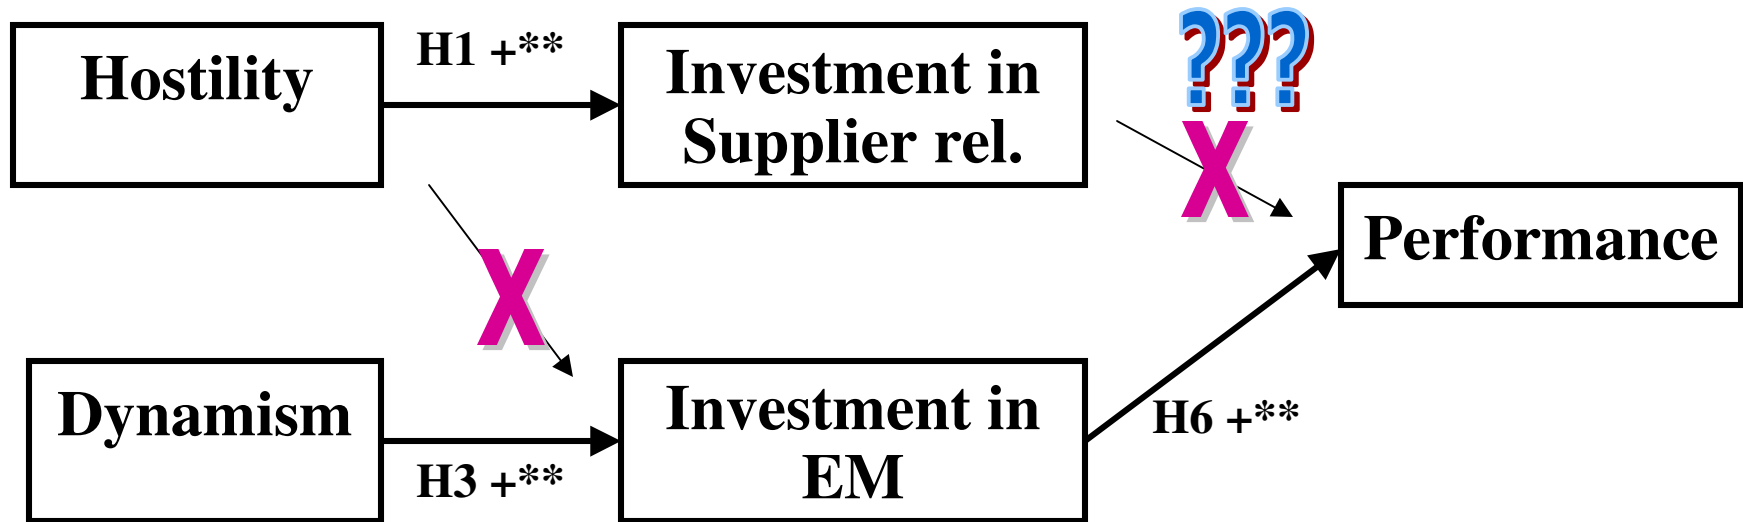 Hostility
H1 +**
Investment in
Supplier rel.
???
X
Performance
X
Dynamism
H3 +**
Investment in
EM
H6 +**